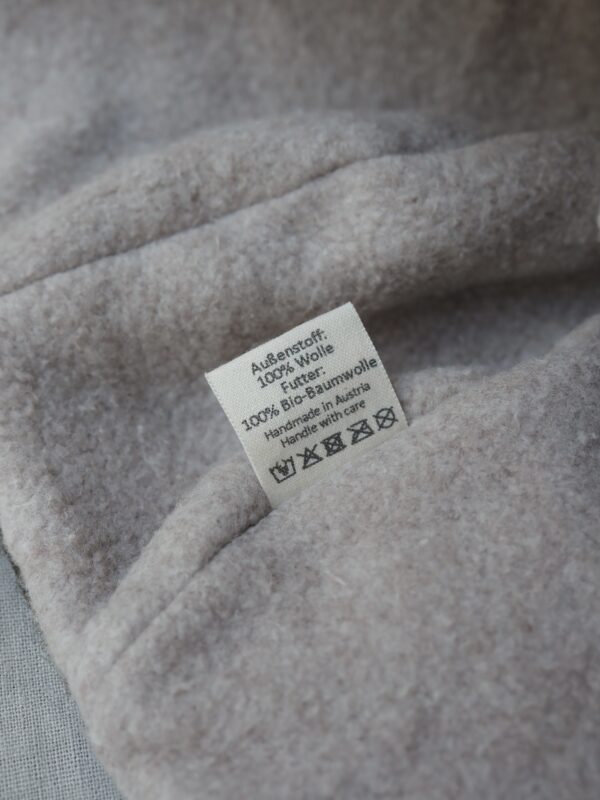 Außenstoff:
100% Wolle
Futter:
100% Bio-Baumwolle
Handmade in Austria
Handle with care